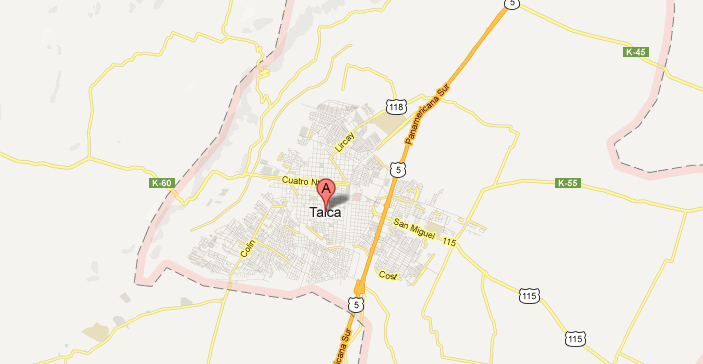 5
K-45
118
Lircay
Panamericana Sur
5
K-60
Cuatro
K-55
A
Talca
San Miguel
115
Colin
Cost
115
5
115
icana Sur